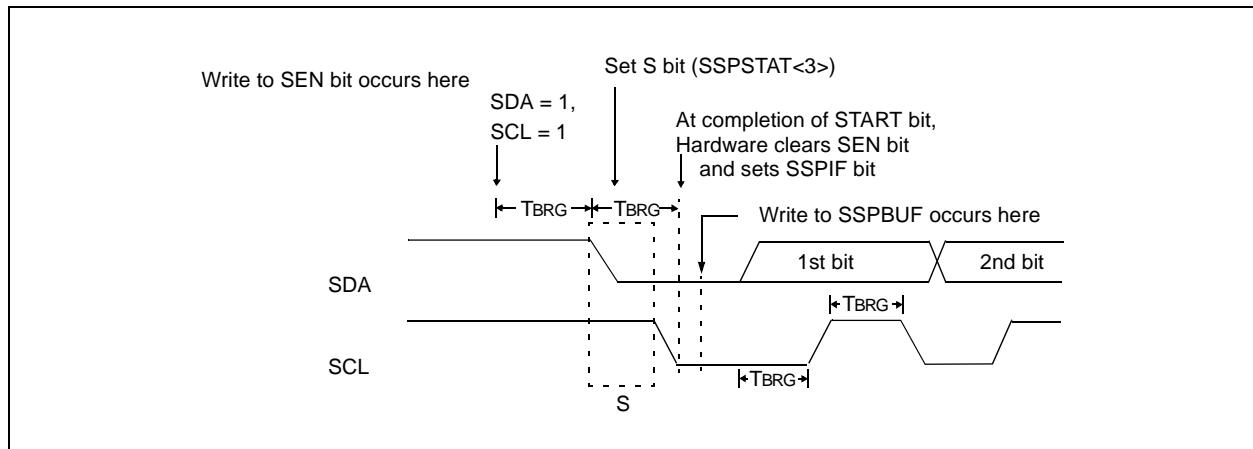 Write to SEN bit occurs here
Set S bit (SSPSTAT<3>)
SDA = 1,
SCL = 1
At completion of START bit,
Hardware clears SEN bit
and sets SSPIF bit
TBRG
TBRG
Write to SSPBUF occurs here
SDA
1st bit
2nd bit
TBRG
SCL
TBRG
S